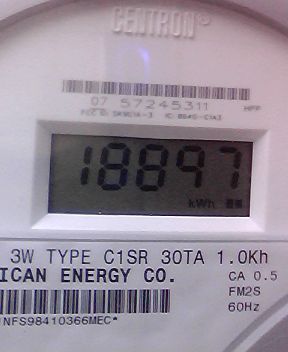 CENTRON®
07 57245311
HPP
18897
kWh
3W TYPE C1SR 30TA 1.0Kh
ICAN ENERGY CO.
CA 0.5
FM2S
60Hz
NFS98410366MEC*